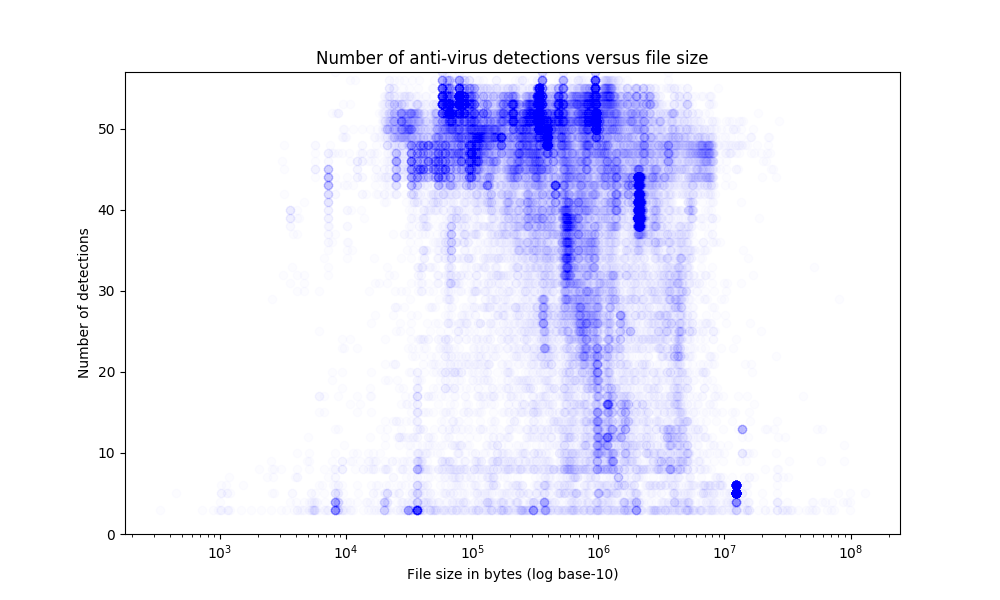 Number of anti-virus detections versus file size
Number of detections
50
40
30
20
10
0
10³ 10⁴ 10⁵ 10⁶ 10⁷ 10⁸
File size in bytes (log base-10)